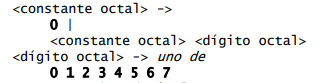 <constante octal> ->
0 |
<constante octal> <dígito octal>
<dígito octal> -> uno de
0 1 2 3 4 5 6 7